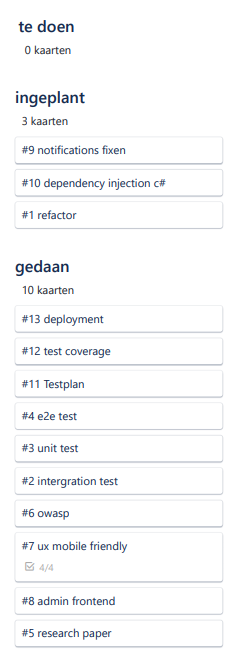 te doen
0 kaarten
ingeplant
3 kaarten
#9 notifications fixen
#10 dependency injection c#
#1 refactor
gedaan
10 kaarten
#13 deployment
#12 test coverage
#11 Testplan
#4 e2e test
#3 unit test
#2 intergration test
#6 owasp
#7 ux mobile friendly
4/4
#8 admin frontend
#5 research paper